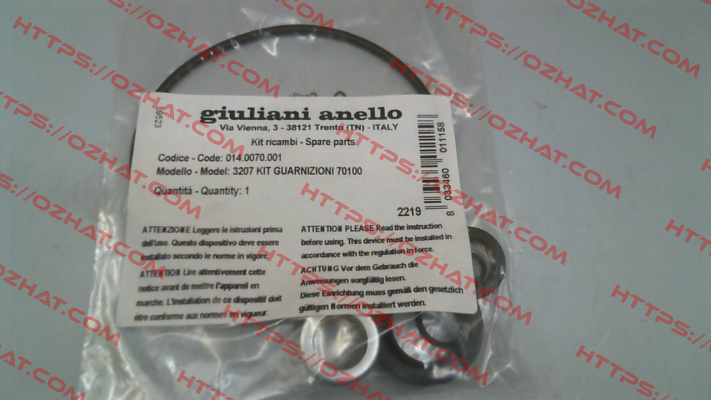 giuliani anello
Via Vienna, 3 - 38121 Trento (TN) - ITALY
Kit ricambi - Spare parts
Codice - Code: 014.0070.001
Modello - Model: 3207 KIT GUARNIZIONI 70100
Quantità - Quantity: 1
2219
8 033460 011158
09523
ATTENZIONE Leggere le istruzioni prima
dell'uso. Questo dispositivo deve essere
installato secondo le norme in vigore.
ATTENTION Lire attentivement cette
notice avant de metre l'appareil en
marche. L'installation de ce dispositif doit
être conforme aux normes en vigueur.
ATTENTION PLEASE Read the instruction
before using. This device must be installed in
accordance with the regulation in force.
ACHTUNG Vor dem Gebrauch die
Anweisungen sorgfältig lesen.
Diese Einrichtung muss gemäß den gesetzlich
gültigen Normen installiert werden.
HTTPS://OZHAT.COM